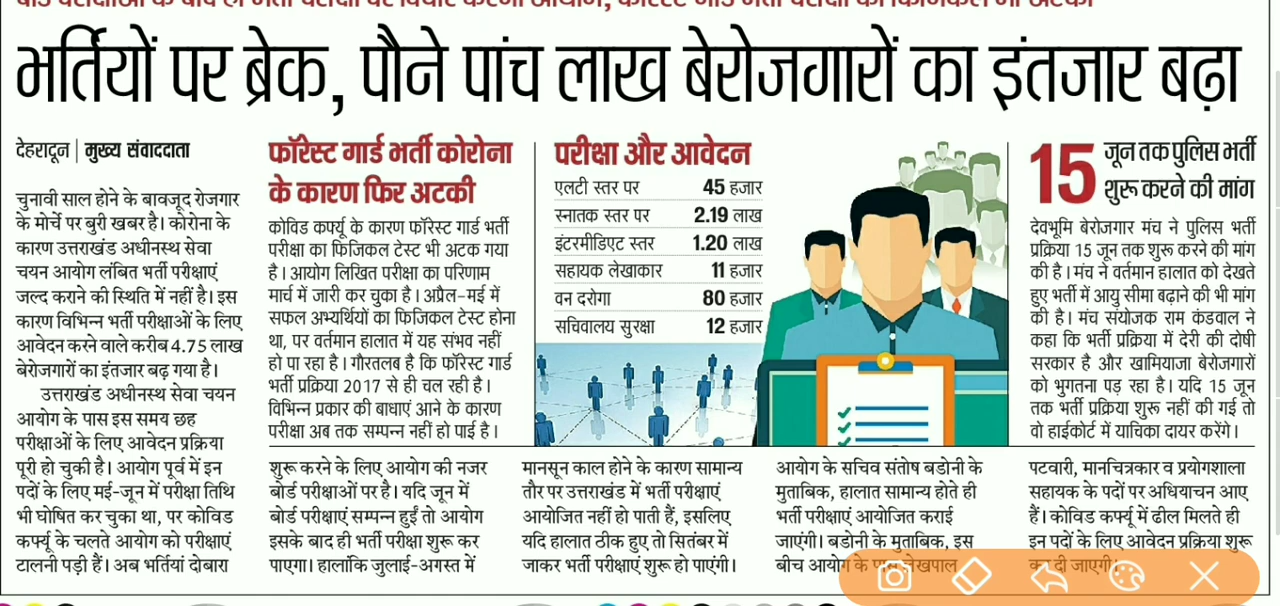 भर्तियों पर ब्रेक, पौने पांच लाख बेरोजगारों का इंतजार बढ़ा
देहरादून | मुख्य संवाददाता
चुनावी साल होने के बावजूद रोजगार
के मोर्चे पर बुरी खबर है। कोरोना के
कारण उत्तराखंड अधीनस्थ सेवा
चयन आयोग लंबित भर्ती परीक्षाएं
जल्द कराने की स्थिति में नहीं है। इस
कारण विभिन्न भर्ती परीक्षाओं के लिए
आवेदन करने वाले करीब 4.75 लाख
बेरोजगारों का इंतजार बढ़ गया है।
उत्तराखंड अधीनस्थ सेवा चयन
आयोग के पास इस समय छह
परीक्षाओं के लिए आवेदन प्रक्रिया
पूरी हो चुकी है। आयोग पूर्व में इन
पदों के लिए मई-जून में परीक्षा तिथि
भी घोषित कर चुका था, पर कोविड
कर्फ्यू के चलते आयोग को परीक्षाएं
टालनी पड़ी हैं। अब भर्तियां दोबारा
फॉरेस्ट गार्ड भर्ती कोरोना
के कारण फिर अटकी
कोविड कर्फ्यू के कारण फॉरेस्ट गार्ड भर्ती
परीक्षा का फिजिकल टेस्ट भी अटक गया
है। आयोग लिखित परीक्षा का परिणाम
मार्च में जारी कर चुका है। अप्रैल-मई में
सफल अभ्यर्थियों का फिजिकल टेस्ट होना
था, पर वर्तमान हालात में यह संभव नहीं
हो पा रहा है। गौरतलब है कि फॉरेस्ट गार्ड
भर्ती प्रक्रिया 2017 से ही चल रही है।
विभिन्न प्रकार की बाधाएं आने के कारण
परीक्षा अब तक सम्पन्न नहीं हो पाई है।
परीक्षा और आवेदन
एलटी स्तर पर 45 हजार
स्नातक स्तर पर 2.19 लाख
इंटरमीडिएट स्तर 1.20 लाख
सहायक लेखाकार 11 हजार
वन दरोगा 80 हजार
सचिवालय सुरक्षा 12 हजार
15 जून तक पुलिस भर्ती
शुरू करने की मांग
देवभूमि बेरोजगार मंच ने पुलिस भर्ती
प्रक्रिया 15 जून तक शुरू करने की मांग
की है। मंच ने वर्तमान हालात को देखते
हुए भर्ती में आयु सीमा बढ़ाने की भी मांग
की है। मंच संयोजक राम कंडवाल ने
कहा कि भर्ती प्रक्रिया में देरी की दोषी
सरकार है और खामियाजा बेरोजगारों
को भुगतना पड़ रहा है। यदि 15 जून
तक भर्ती प्रक्रिया शुरू नहीं की गई तो
वो हाईकोर्ट में याचिका दायर करेंगे।
शुरू करने के लिए आयोग की नजर
बोर्ड परीक्षाओं पर है। यदि जून में
बोर्ड परीक्षाएं सम्पन्न हुईं तो आयोग
इसके बाद ही भर्ती परीक्षा शुरू कर
पाएगा। हालांकि जुलाई-अगस्त में
मानसून काल होने के कारण सामान्य
तौर पर उत्तराखंड में भर्ती परीक्षाएं
आयोजित नहीं हो पाती हैं, इसलिए
यदि हालात ठीक हुए तो सितंबर में
जाकर भर्ती परीक्षाएं शुरू हो पाएंगी।
आयोग के सचिव संतोष बडोनी के
मुताबिक, हालात सामान्य होते ही
भर्ती परीक्षाएं आयोजित कराई
जाएंगी। बडोनी के मुताबिक, इस
बीच आयोग के पास लेखपाल
पटवारी, मानचित्रकार व प्रयोगशाला
सहायक के पदों पर अधियाचन आए
हैं। कोविड कर्फ्यू में ढील मिलते ही
इन पदों के लिए आवेदन प्रक्रिया शुरू
कर दी जाएगी।